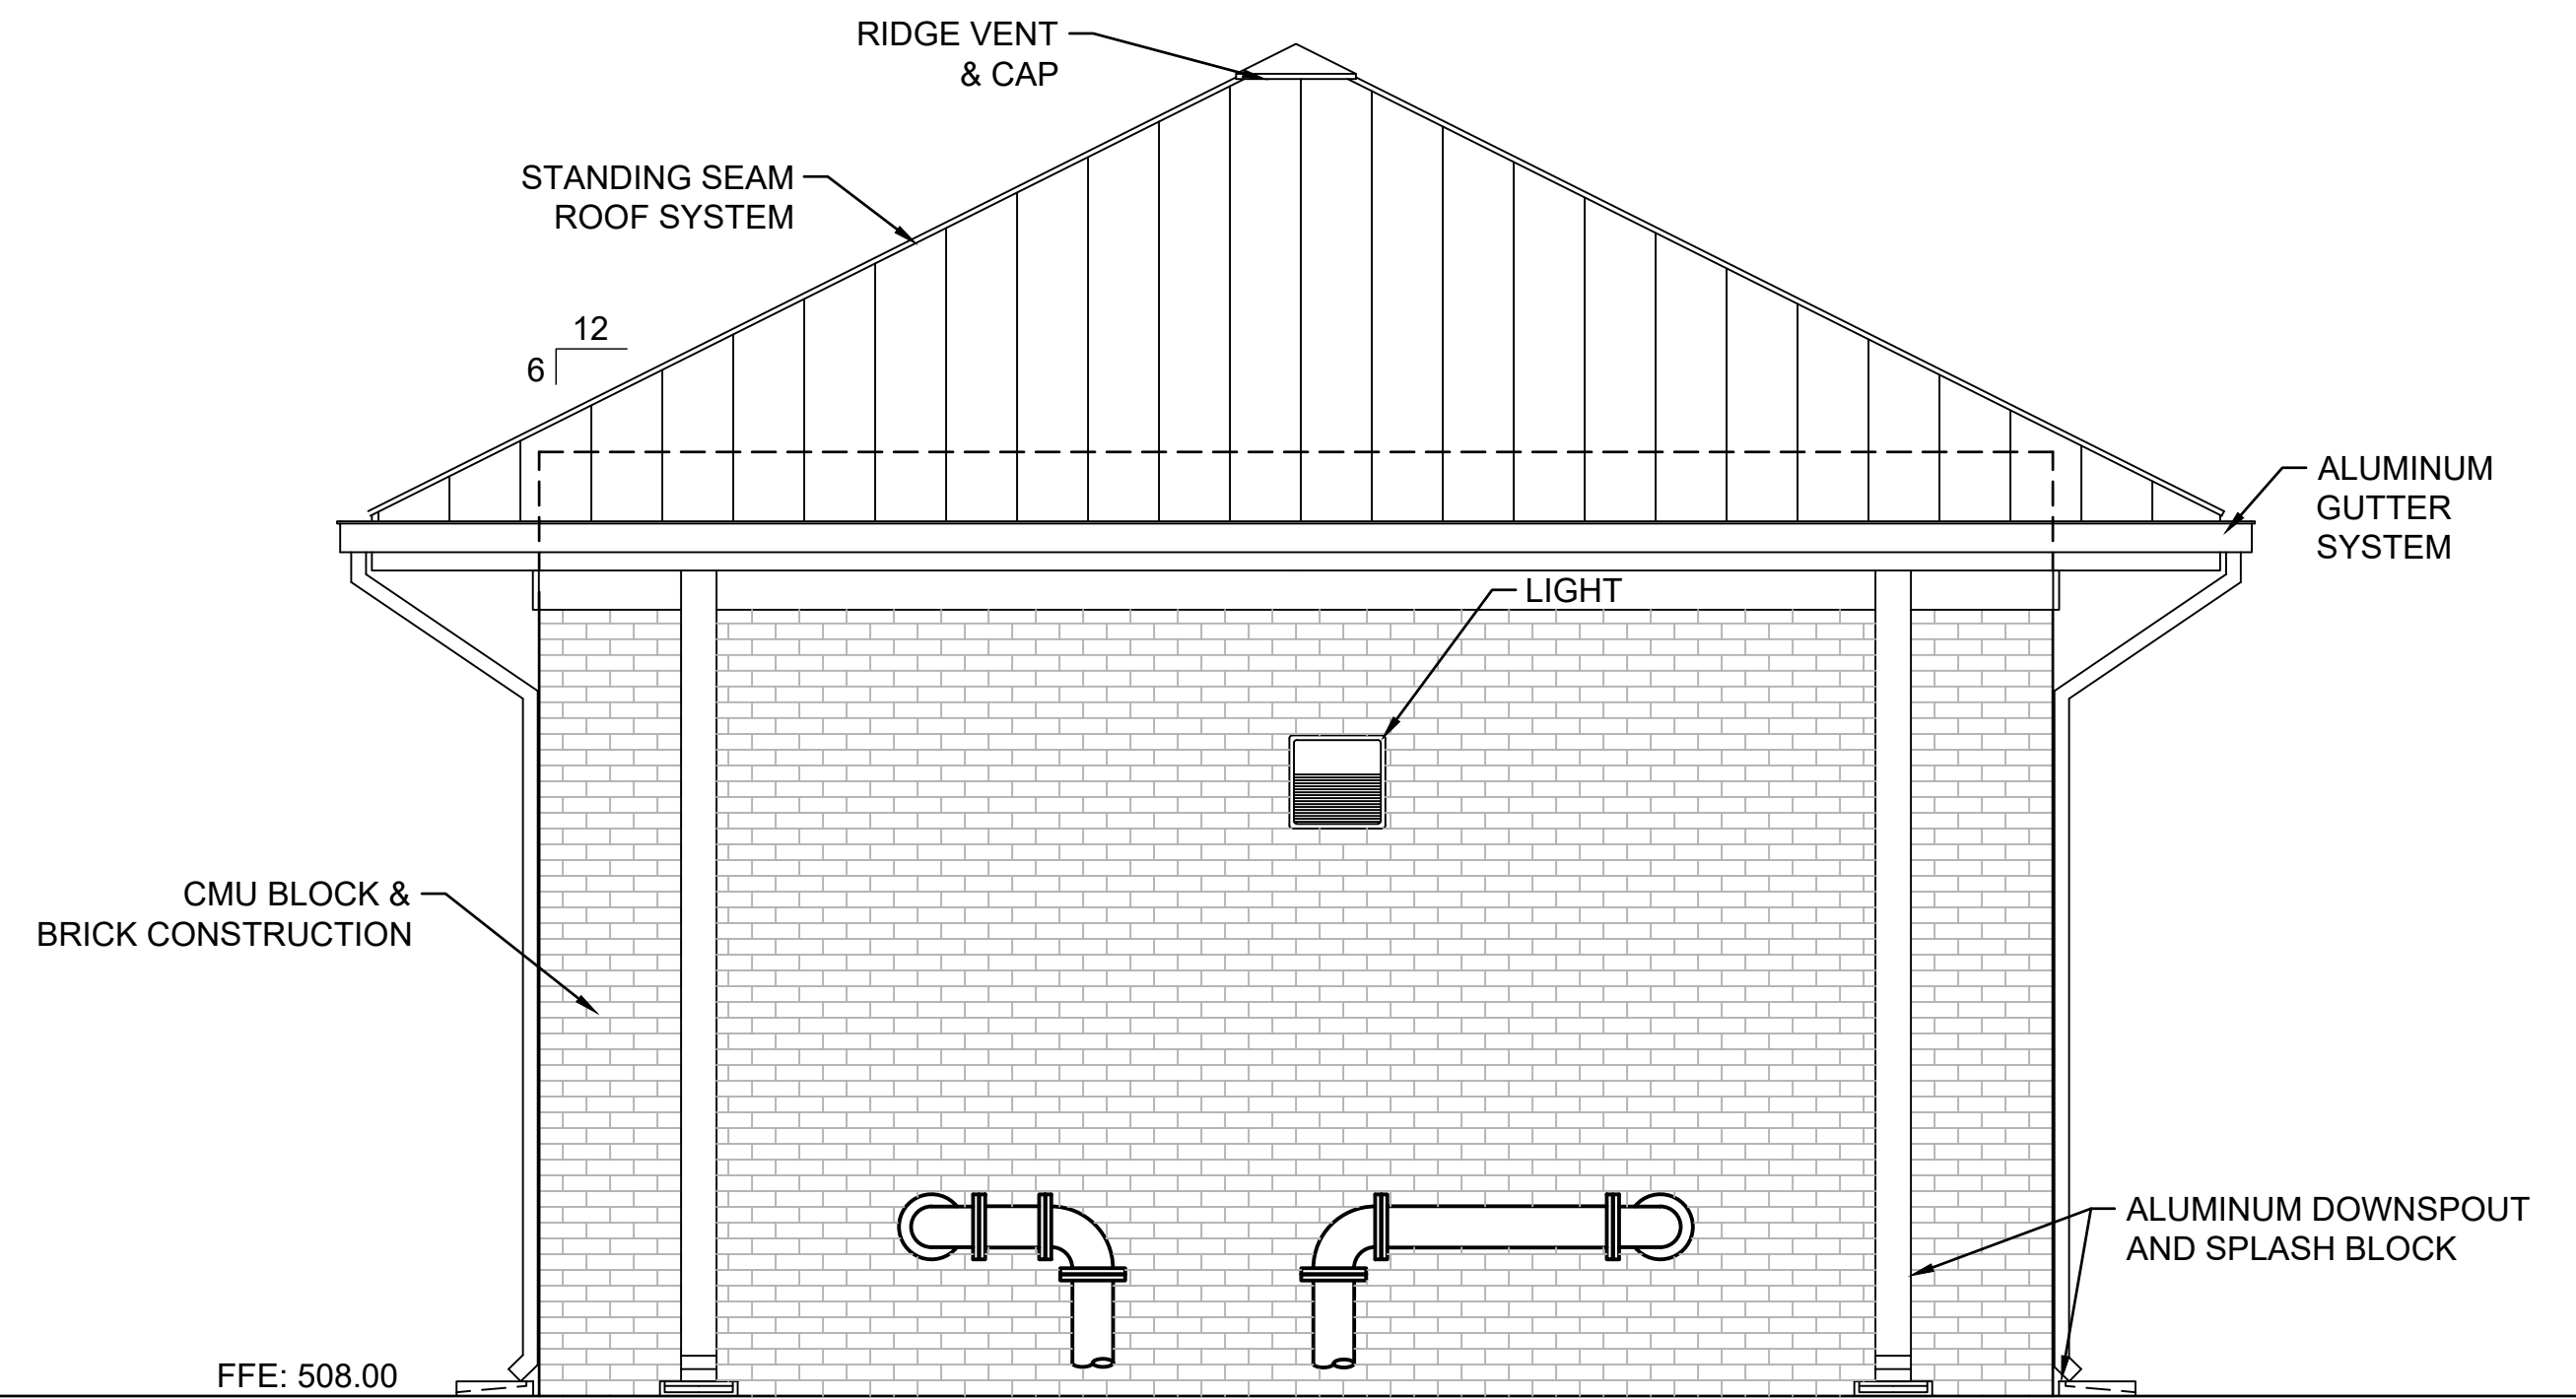 RIDGE VENT
& CAP
STANDING SEAM
ROOF SYSTEM
12
6
ALUMINUM
GUTTER
SYSTEM
LIGHT
CMU BLOCK &
BRICK CONSTRUCTION
ALUMINUM DOWNSPOUT
AND SPLASH BLOCK
FFE: 508.00